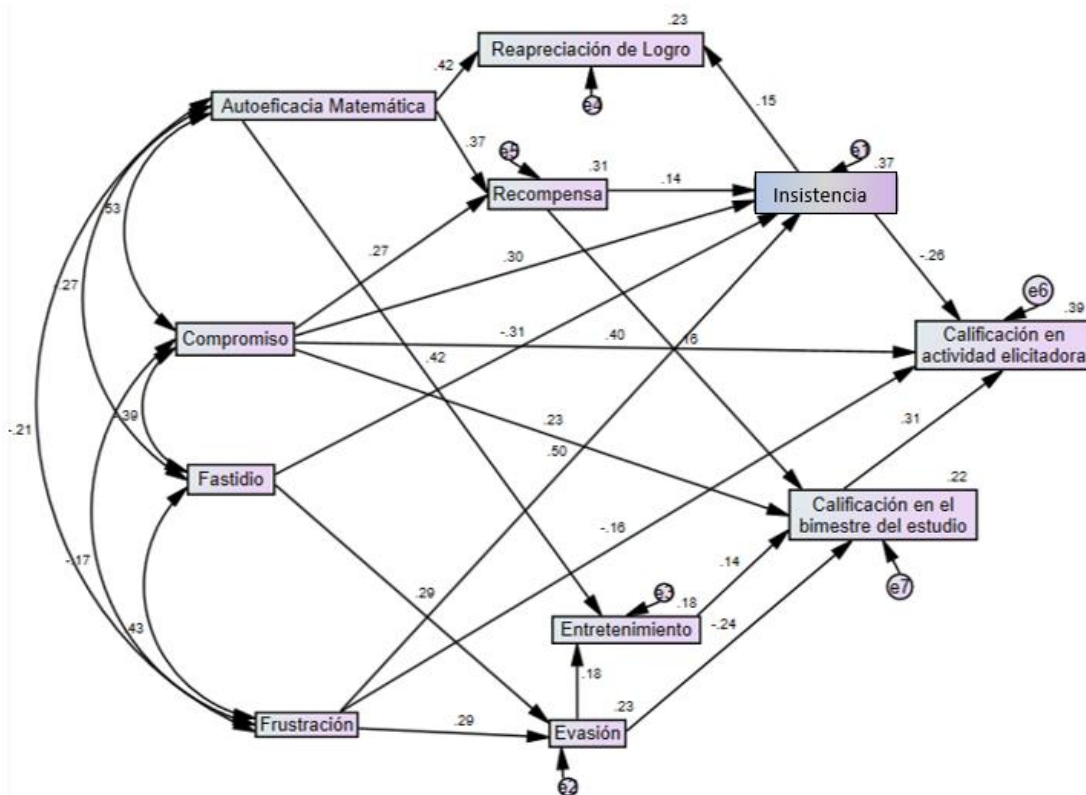 .23
Reapreciación de Logro
.42
e4
Autoeficacia Matemática
.15
.37
e5
.31
Recompensa
.14
e1
.37
Insistencia
.53
.27
.30
-.26
-.27
e6
.39
Compromiso
-.31
.40
.16
Calificación en
actividad elicitadora
.42
-.39
.23
.31
-.21
.50
Fastidio
.22
Calificación en el
bimestre del estudio
-.16
-.17
.14
e7
.29
e3
.18
.43
Entretenimiento
-.24
.18
Frustración
.29
.23
Evasión
e2